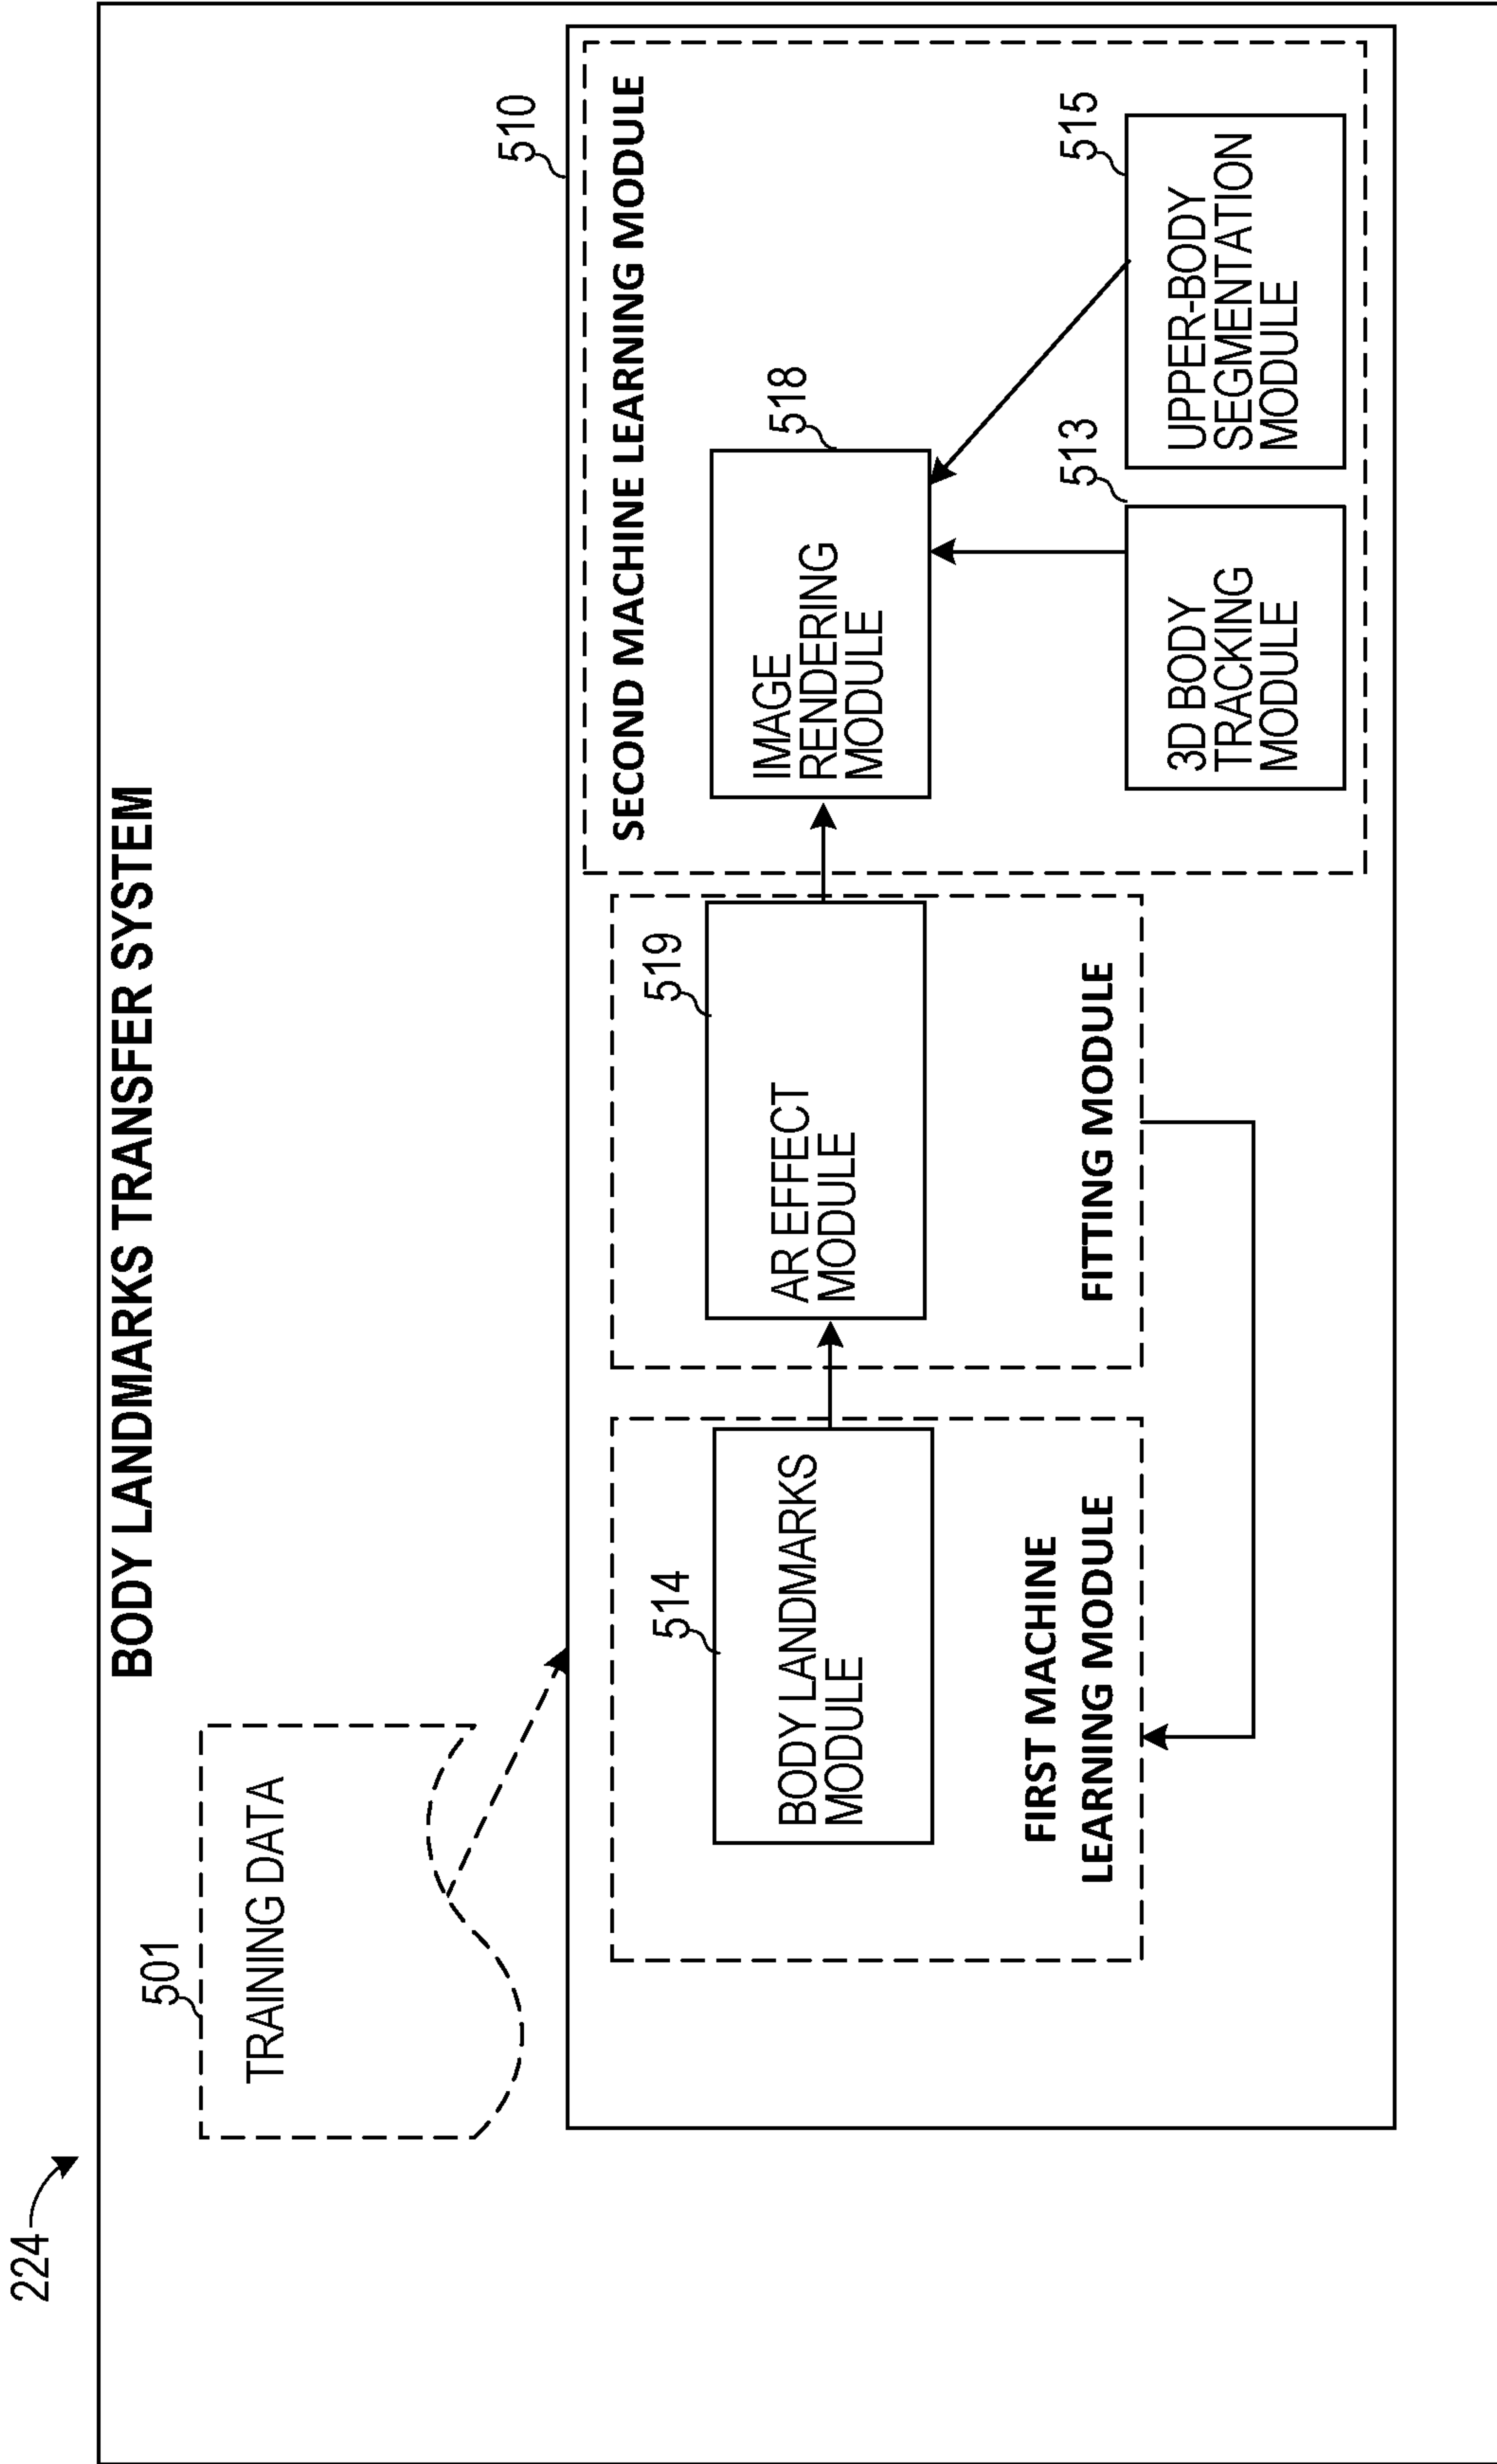 224
BODY LANDMARKS TRANSFER SYSTEM
501
TRAINING DATA
510
514
BODY LANDMARKS
MODULE
FIRST MACHINE
LEARNING MODULE
519
AR EFFECT
MODULE
FITTING MODULE
SECOND MACHINE LEARNING MODULE
518
IMAGE
RENDERING
MODULE
513
3D BODY
TRACKING
MODULE
515
UPPER-BODY
SEGMENTATION
MODULE